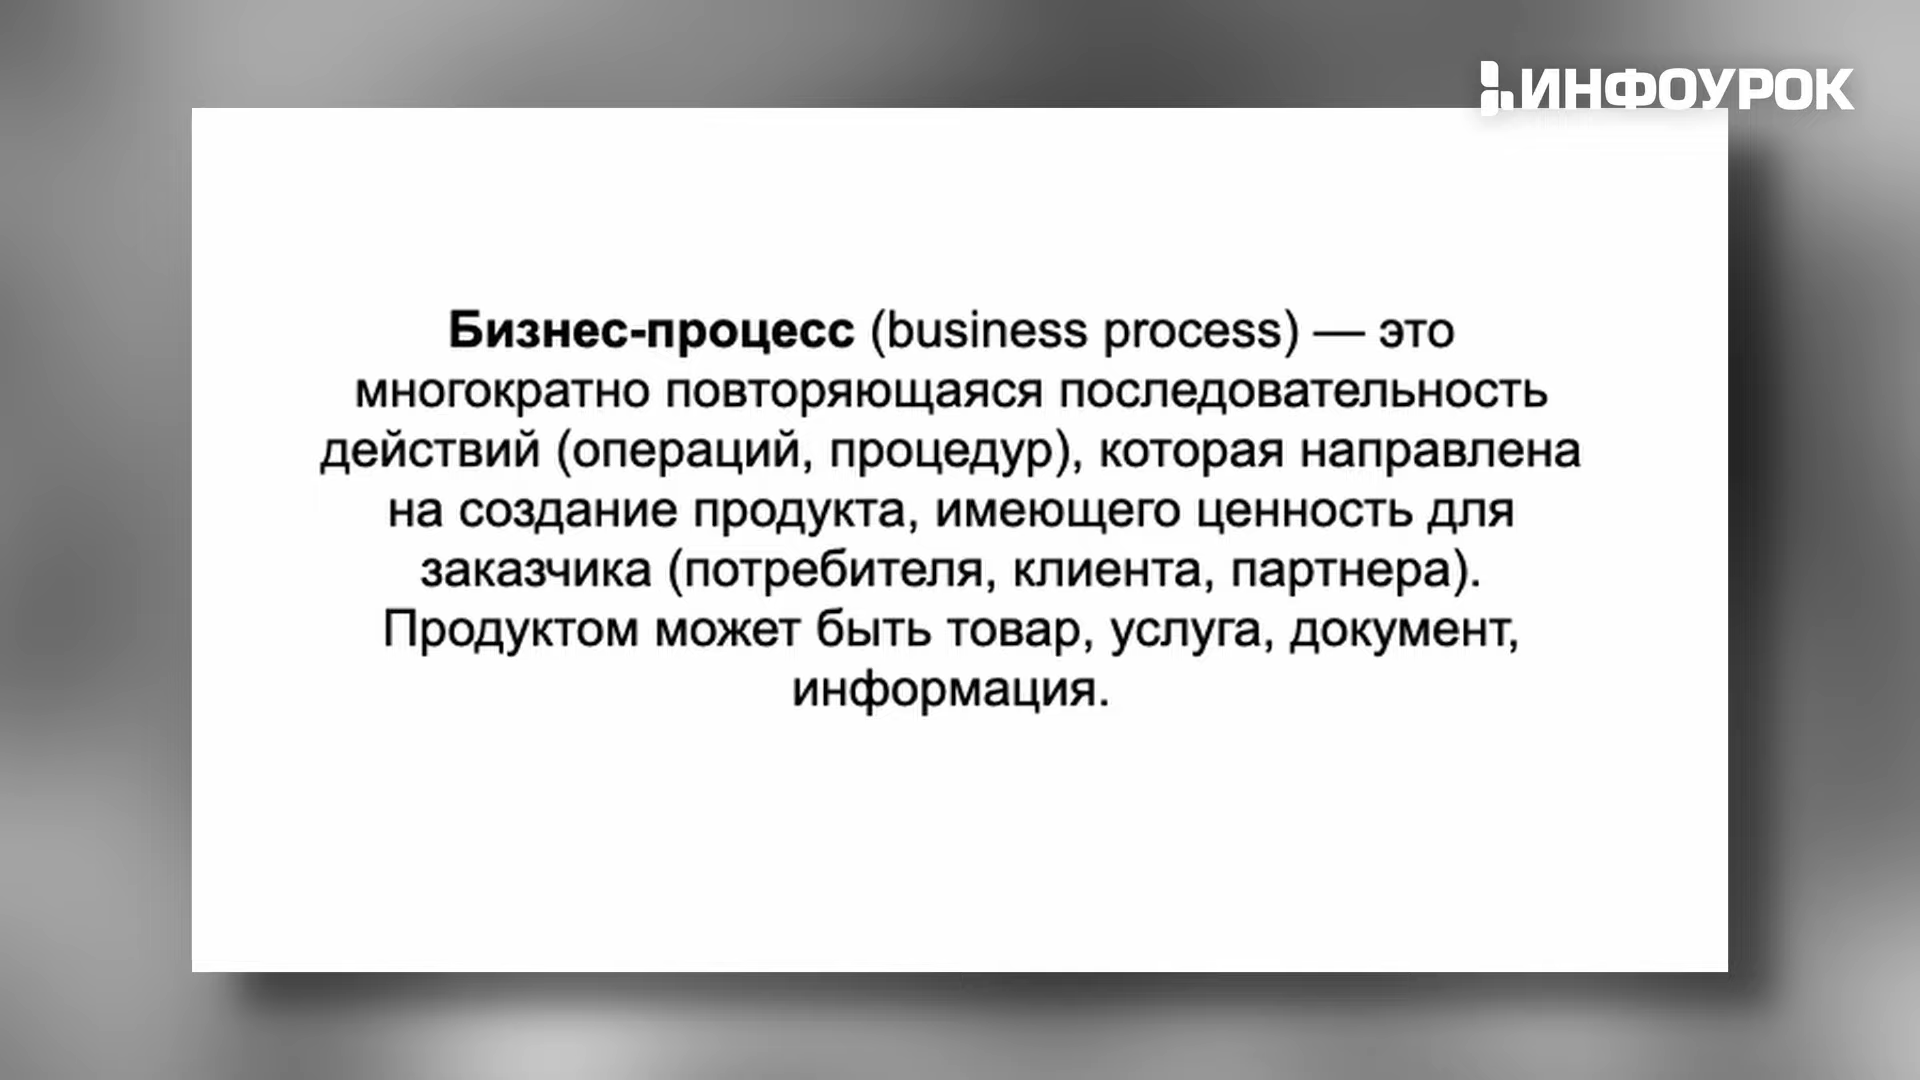 ИНФОУРОК
Бизнес-процесс (business process) — это
многократно повторяющаяся последовательность
действий (операций, процедур), которая направлена
на создание продукта, имеющего ценность для
заказчика (потребителя, клиента, партнера).
Продуктом может быть товар, услуга, документ,
информация.